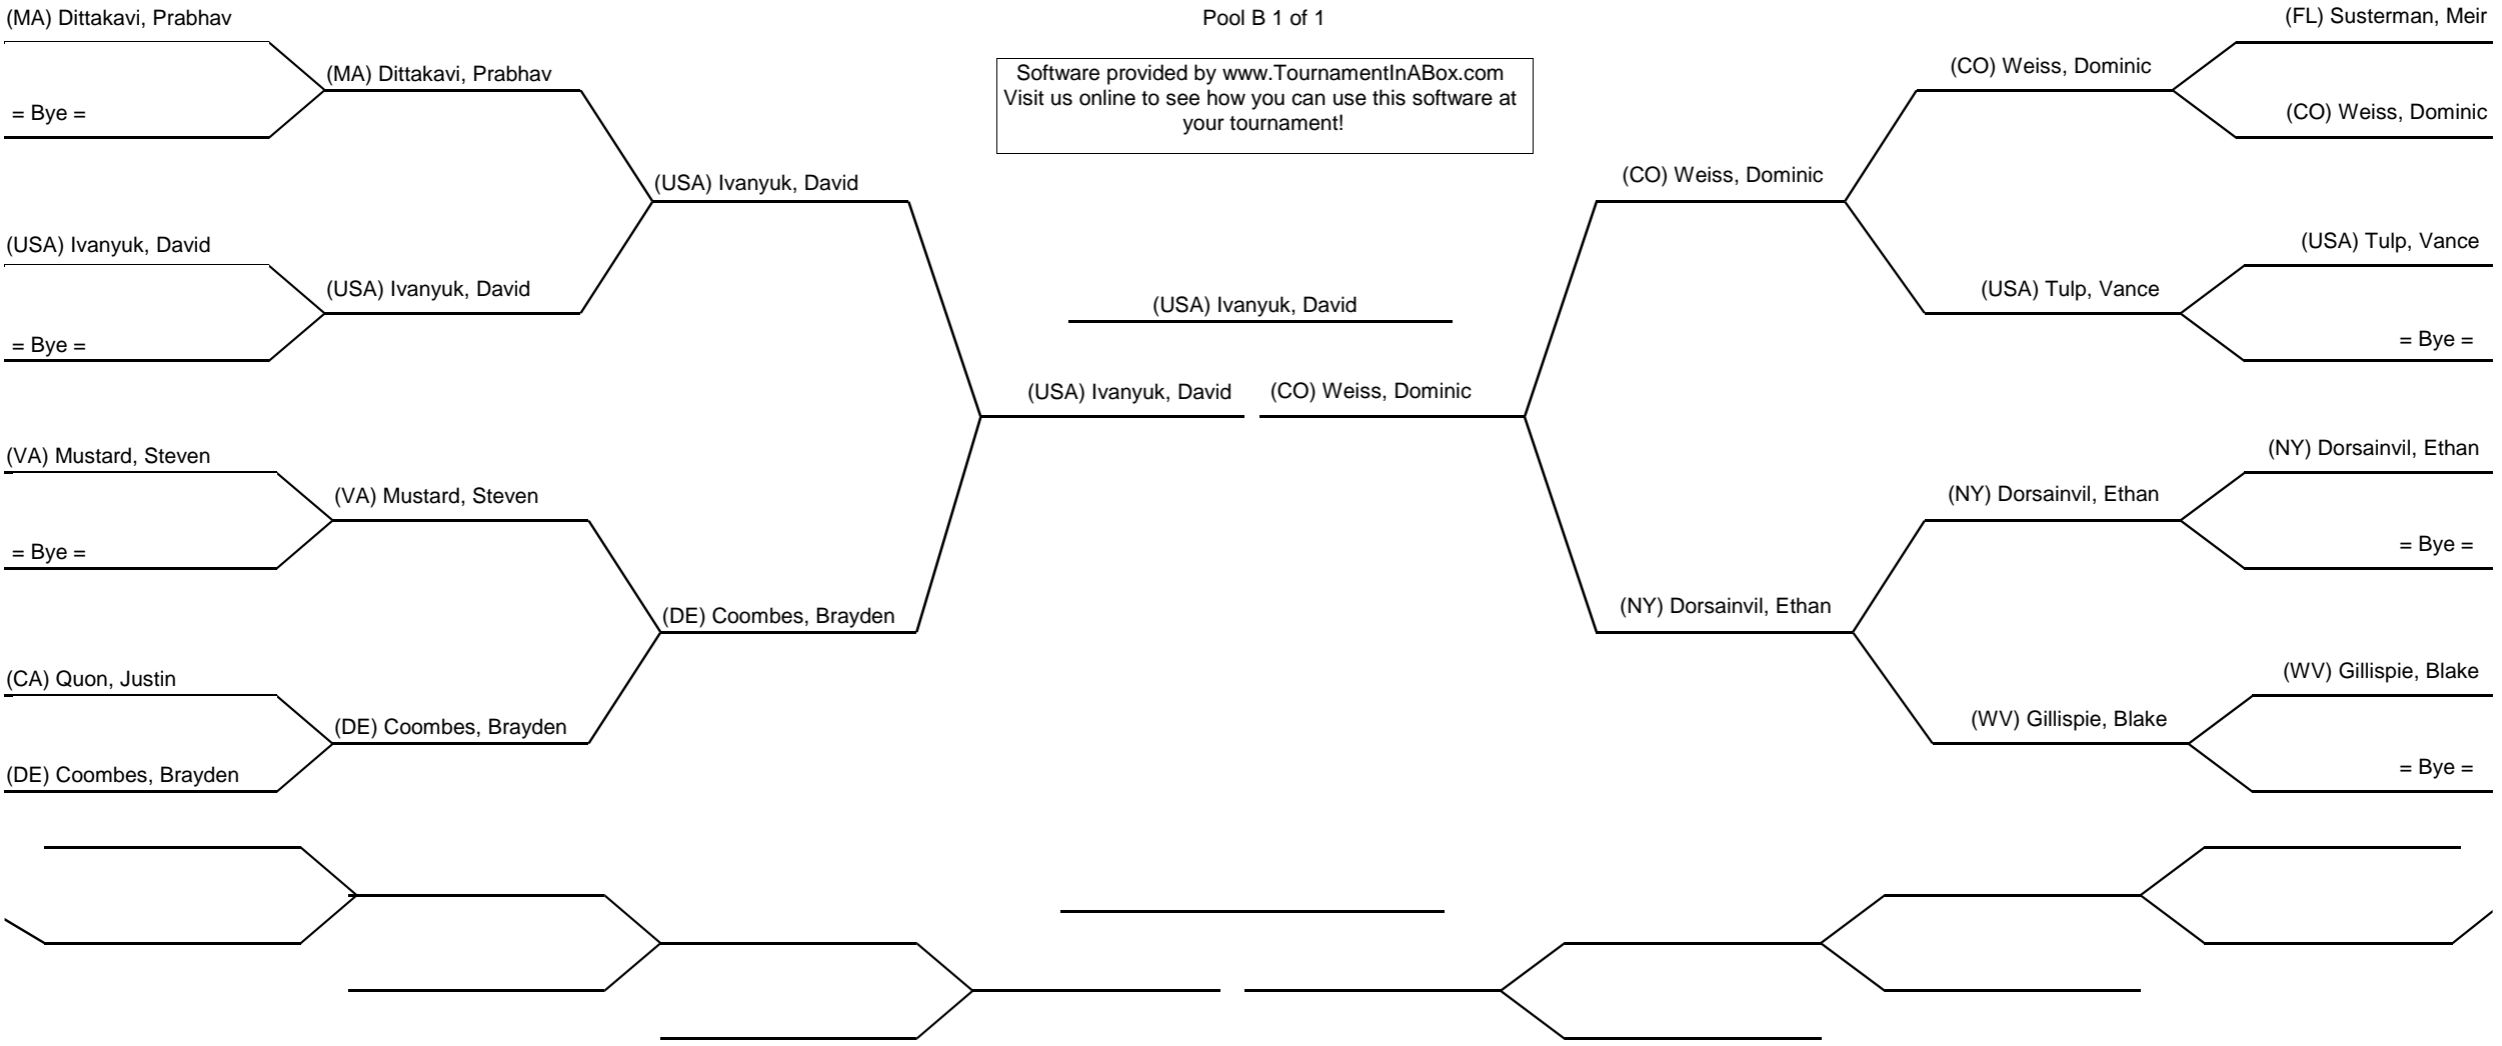 Pool B 1 of 1
Software provided by www.TournamentInABox.com
Visit us online to see how you can use this software at
your tournament!
(MA) Dittakavi, Prabhav
= Bye =
(USA) Ivanyuk, David
= Bye =
(VA) Mustard, Steven
= Bye =
(CA) Quon, Justin
(DE) Coombes, Brayden
(MA) Dittakavi, Prabhav
(USA) Ivanyuk, David
(VA) Mustard, Steven
(DE) Coombes, Brayden
(USA) Ivanyuk, David
(DE) Coombes, Brayden
(USA) Ivanyuk, David
(USA) Ivanyuk, David
(CO) Weiss, Dominic
(CO) Weiss, Dominic
(NY) Dorsainvil, Ethan
(CO) Weiss, Dominic
(USA) Tulp, Vance
(NY) Dorsainvil, Ethan
(WV) Gillispie, Blake
(FL) Susterman, Meir
(CO) Weiss, Dominic
(USA) Tulp, Vance
= Bye =
(NY) Dorsainvil, Ethan
= Bye =
(WV) Gillispie, Blake
= Bye =